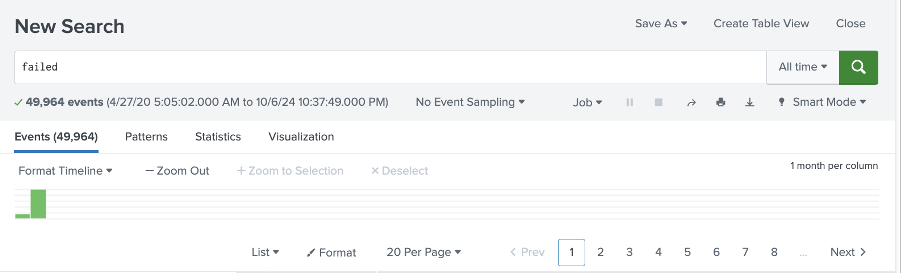 New Search
Save As ▾ Create Table View Close
failed
All time ▾
✓ 49,964 events (4/27/20 5:05:02.000 AM to 10/6/24 10:37:49.000 PM) No Event Sampling ▾ Job ▾ Smart Mode ▾
Events (49,964) Patterns Statistics Visualization
Format Timeline ▾ — Zoom Out + Zoom to Selection × Deselect
1 month per column
List ▾ Format 20 Per Page ▾ < Prev 1 2 3 4 5 6 7 8 ... Next >